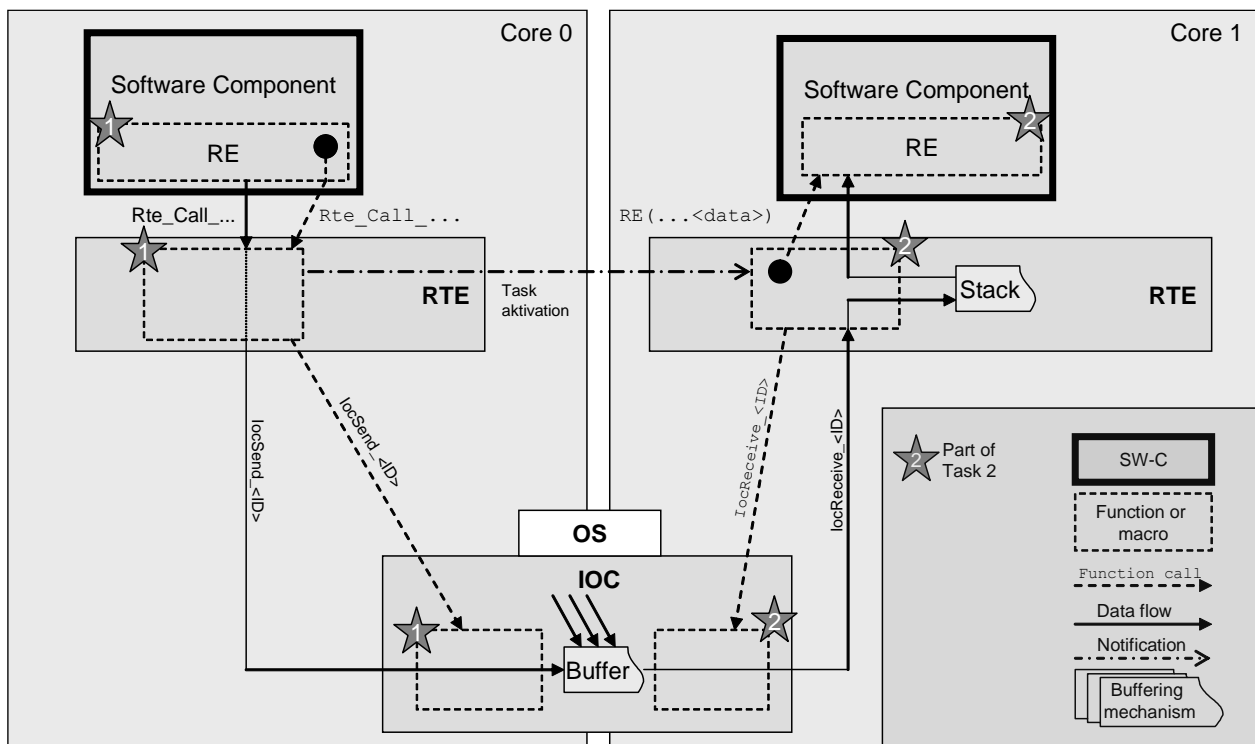 Core 0
Core 1
Software Component
1
RE
Software Component
2
RE
Rte_Call_...
Rte_Call_...
RE(...<data>)
1
RTE
Task
aktivation
2
Stack
RTE
IocSend_<ID>
IocSend_<ID>
IocReceive_<ID>
IocReceive_<ID>
OS
IOC
1
Buffer
2
2
Part of
Task 2
SW-C
Function or
macro
Function call
Data flow
Notification
Buffering
mechanism